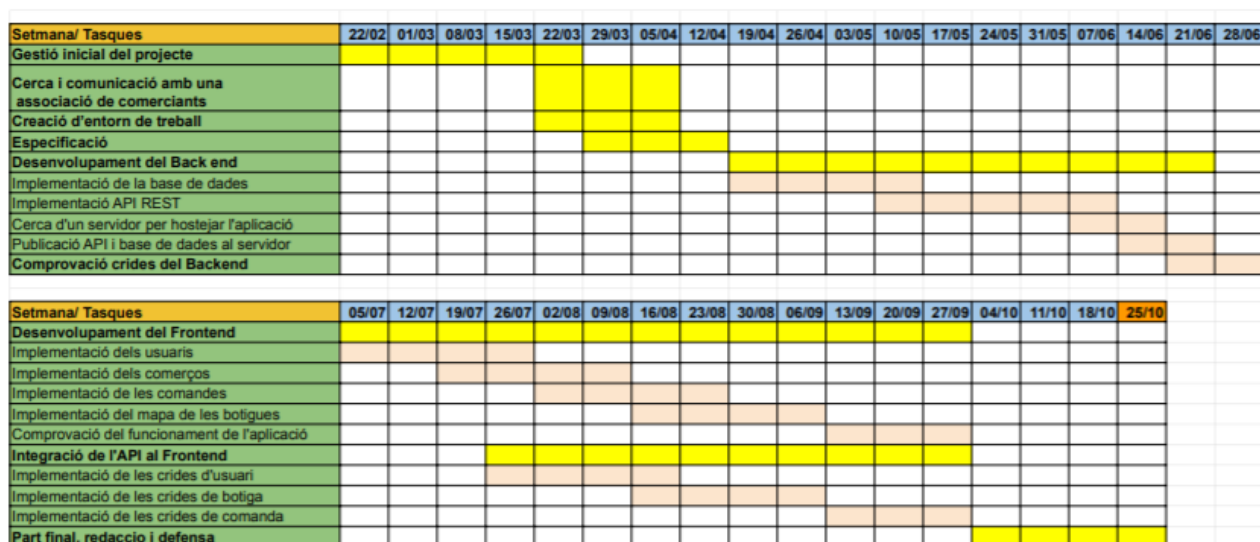 Setmana/ Tasques 22/02 01/03 08/03 15/03 22/03 29/03 05/04 12/04 19/04 26/04 03/05 10/05 17/05 24/05 31/05 07/06 14/06 21/06 28/06
Gestió inicial del projecte
Cerca i comunicació amb una
associació de comerciants
Creació d'entorn de treball
Especificació
Desenvolupament del Back end
Implementació de la base de dades
Implementació API REST
Cerca d'un servidor per hostejar l'aplicació
Publicació API i base de dades al servidor
Comprovació crides del Backend
Setmana/ Tasques 05/07 12/07 19/07 26/07 02/08 09/08 16/08 23/08 30/08 06/09 13/09 20/09 27/09 04/10 11/10 18/10 25/10
Desenvolupament del Frontend
Implementació dels usuaris
Implementació dels comerços
Implementació de les comandes
Implementació del mapa de les botigues
Comprovació del funcionament de l'aplicació
Integració de l'API al Frontend
Implementació de les crides d'usuari
Implementació de les crides de botiga
Implementació de les crides de comanda
Part final, redaccio i defensa